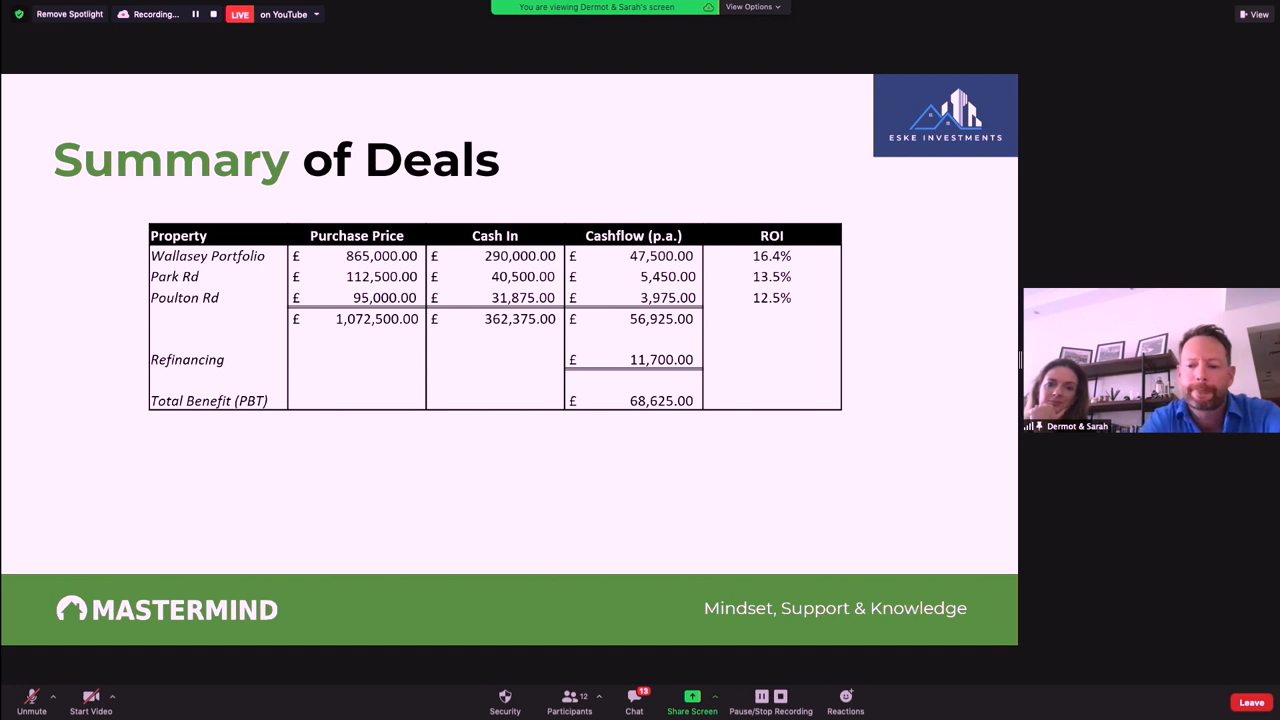 Remove Spotlight Recording... LIVE on YouTube You are viewing Dermot & Sarah's screen View Options View
ESKE INVESTMENTS
Summary of Deals
Property Purchase Price Cash In Cashflow (p.a.) ROI
Wallasey Portfolio £ 865,000.00 £ 290,000.00 £ 47,500.00 16.4%
Park Rd £ 112,500.00 £ 40,500.00 £ 5,450.00 13.5%
Poulton Rd £ 95,000.00 £ 31,875.00 £ 3,975.00 12.5%
£ 1,072,500.00 £ 362,375.00 £ 56,925.00
Refinancing £ 11,700.00
Total Benefit (PBT) £ 68,625.00
Dermot & Sarah
MASTERMIND Mindset, Support & Knowledge
13
12
Unmute Start Video Security Participants Chat Share Screen Pause/Stop Recording Reactions Leave